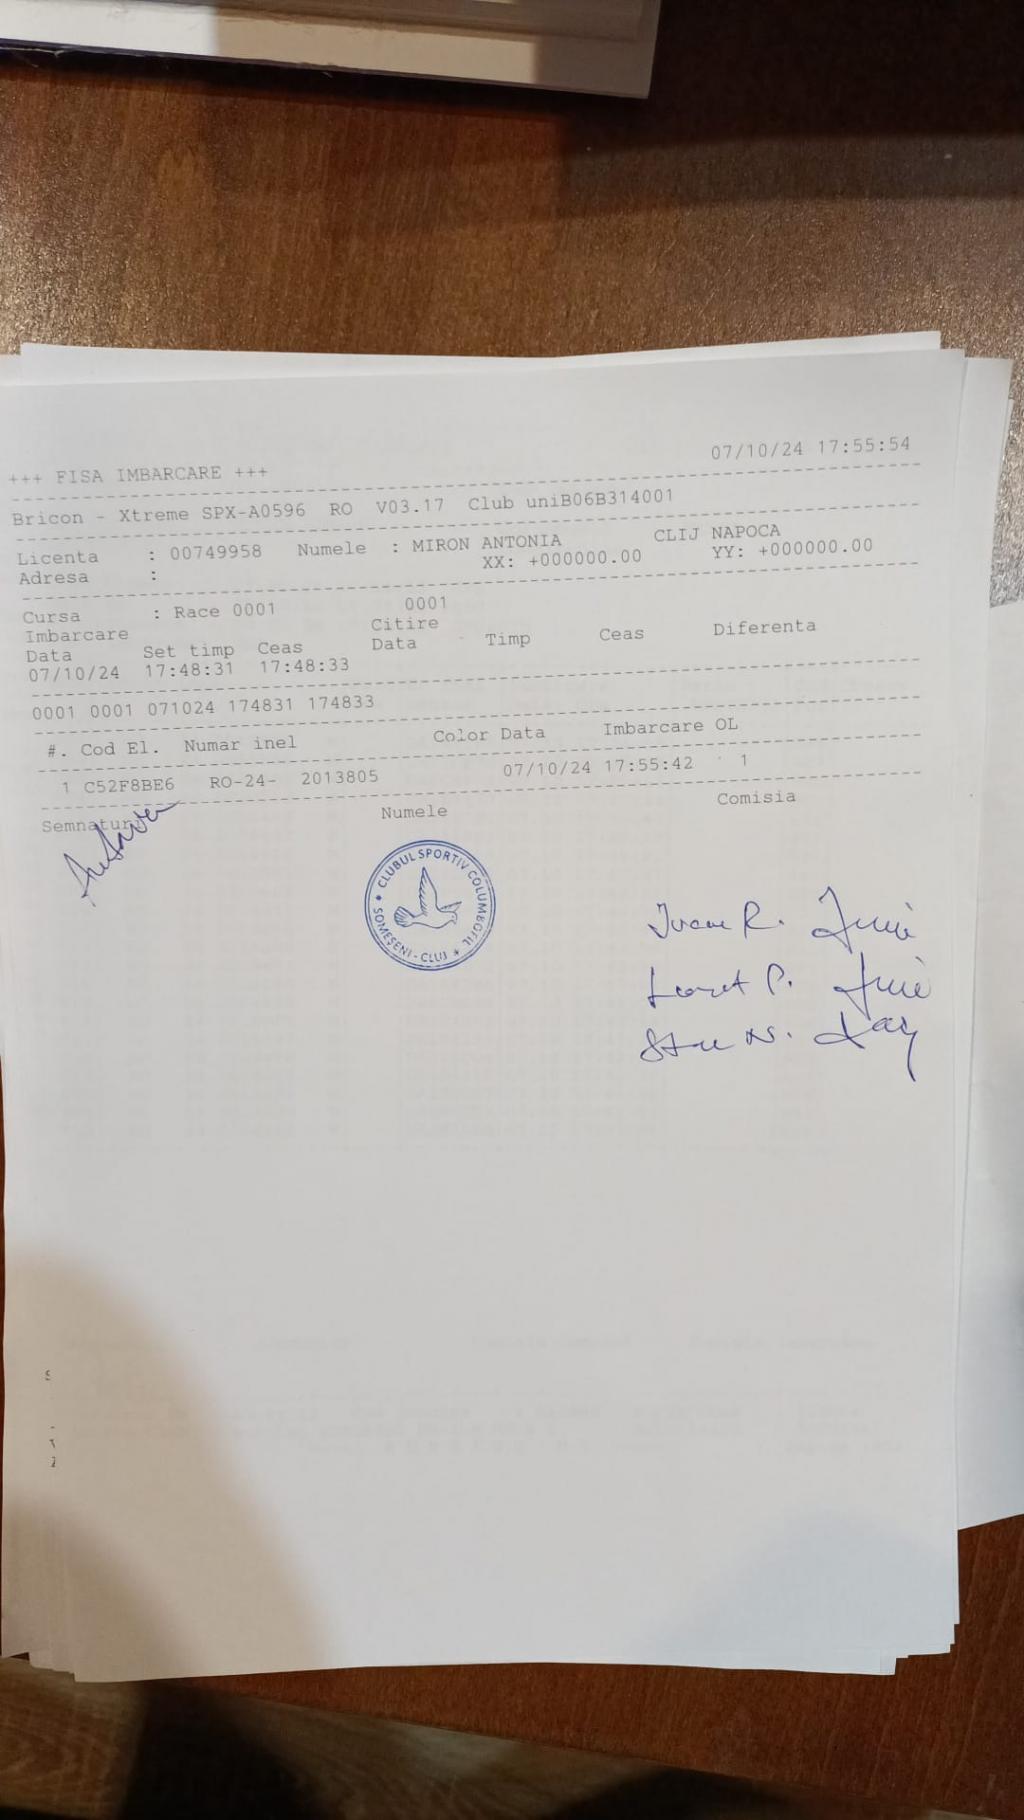 07/10/24 17:55:54
+++ FISA IMBARCARE +++
Bricon - Xtreme SPX-A0596 RO V03.17 Club uniB06B314001
Licenta : 00749958 Numele : MIRON ANTONIA CLIJ NAPOCA
Adresa : XX: +000000.00 YY: +000000.00
Cursa : Race 0001 0001
Imbarcare Citire
Data Set timp Ceas Data Timp Ceas Diferenta
07/10/24 17:48:31 17:48:33
0001 0001 071024 174831 174833
#. Cod El. Numar inel Color Data Imbarcare OL
1 C52F8BE6 RO-24- 2013805 07/10/24 17:55:42 1
Semnatura Numele Comisia
CLUBUL SPORTIV COLUMBOFIL
SOMEȘENI - CLUJ